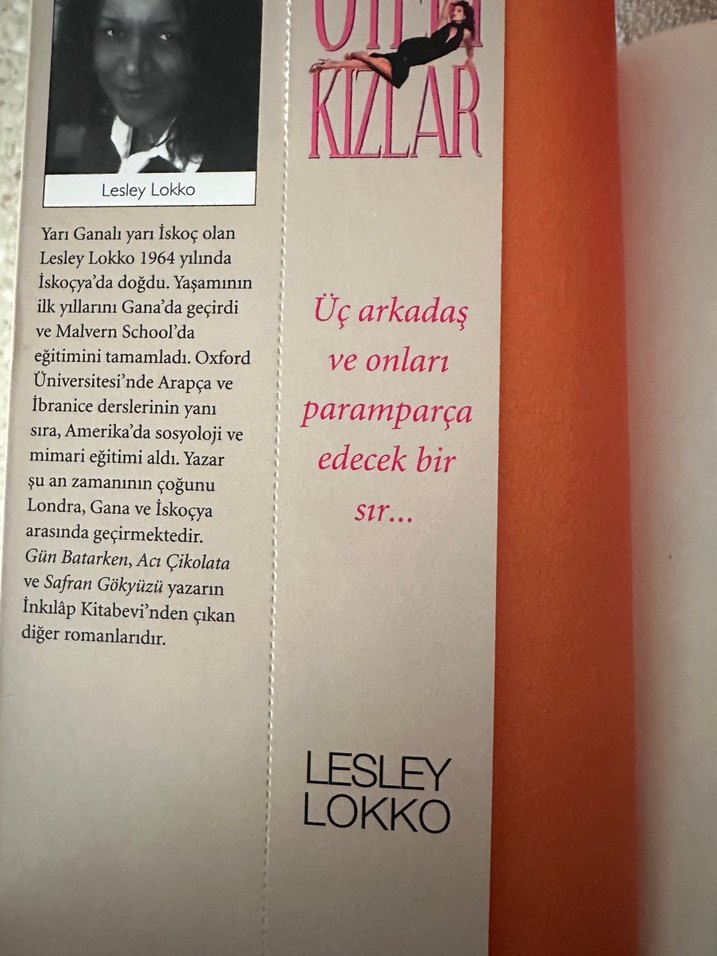 Lesley Lokko
Yarı Ganalı yarı İskoç olan
Lesley Lokko 1964 yılında
İskoçya’da doğdu. Yaşamının
ilk yıllarını Gana’da geçirdi
ve Malvern School’da
eğitimini tamamladı. Oxford
Üniversitesi’nde Arapça ve
İbranice derslerinin yanı
sıra, Amerika’da sosyoloji ve
mimari eğitimi aldı. Yazar
şu an zamanının çoğunu
Londra, Gana ve İskoçya
arasında geçirmektedir.
Gün Batarken, Acı Çikolata
ve Safran Gökyüzü yazarın
İnkılâp Kitabevi’nden çıkan
diğer romanlarıdır.
KIZLAR
Üç arkadaş
ve onları
paramparça
edecek bir
sır...
LESLEY
LOKKO